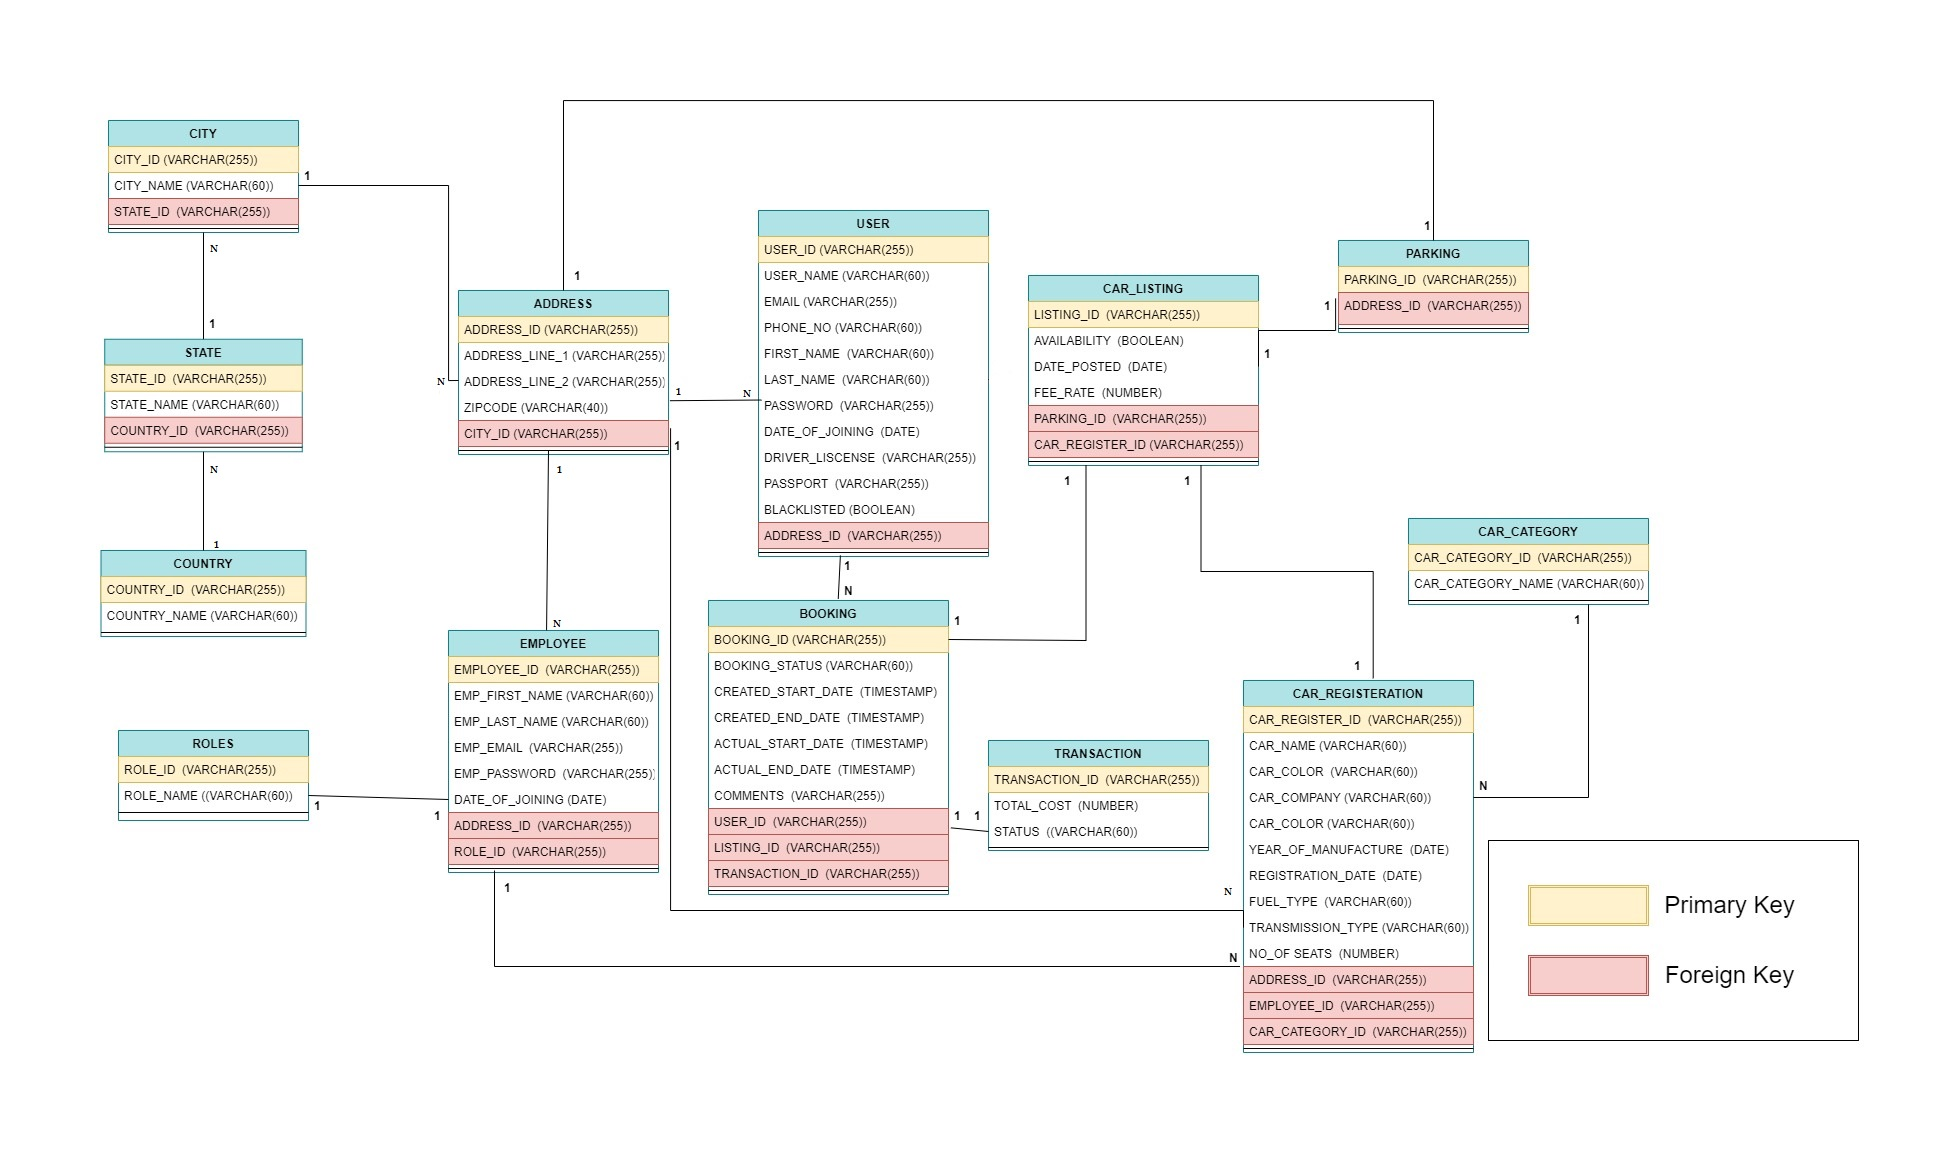 CITY
CITY_ID (VARCHAR(255))
CITY_NAME (VARCHAR(60))
STATE_ID (VARCHAR(255))
1
N
1
STATE
STATE_ID (VARCHAR(255))
STATE_NAME (VARCHAR(60))
COUNTRY_ID (VARCHAR(255))
N
1
COUNTRY
COUNTRY_ID (VARCHAR(255))
COUNTRY_NAME (VARCHAR(60))
ROLES
ROLE_ID (VARCHAR(255))
ROLE_NAME ((VARCHAR(60))
1
1
1
N
ADDRESS
ADDRESS_ID (VARCHAR(255))
ADDRESS_LINE_1 (VARCHAR(255))
ADDRESS_LINE_2 (VARCHAR(255))
ZIPCODE (VARCHAR(40))
CITY_ID (VARCHAR(255))
1
N
1
1
N
EMPLOYEE
EMPLOYEE_ID (VARCHAR(255))
EMP_FIRST_NAME (VARCHAR(60))
EMP_LAST_NAME (VARCHAR(60))
EMP_EMAIL (VARCHAR(255))
EMP_PASSWORD (VARCHAR(255))
DATE_OF_JOINING (DATE)
ADDRESS_ID (VARCHAR(255))
ROLE_ID (VARCHAR(255))
1
USER
USER_ID (VARCHAR(255))
USER_NAME (VARCHAR(60))
EMAIL (VARCHAR(255))
PHONE_NO (VARCHAR(60))
FIRST_NAME (VARCHAR(60))
LAST_NAME (VARCHAR(60))
PASSWORD (VARCHAR(255))
DATE_OF_JOINING (DATE)
DRIVER_LISCENSE (VARCHAR(255))
PASSPORT (VARCHAR(255))
BLACKLISTED (BOOLEAN)
ADDRESS_ID (VARCHAR(255))
1
N
BOOKING
BOOKING_ID (VARCHAR(255))
BOOKING_STATUS (VARCHAR(60))
CREATED_START_DATE (TIMESTAMP)
CREATED_END_DATE (TIMESTAMP)
ACTUAL_START_DATE (TIMESTAMP)
ACTUAL_END_DATE (TIMESTAMP)
COMMENTS (VARCHAR(255))
USER_ID (VARCHAR(255))
LISTING_ID (VARCHAR(255))
TRANSACTION_ID (VARCHAR(255))
1
1
1
TRANSACTION
TRANSACTION_ID (VARCHAR(255))
TOTAL_COST (NUMBER)
STATUS ((VARCHAR(60))
CAR_LISTING
LISTING_ID (VARCHAR(255))
AVAILABILITY (BOOLEAN)
DATE_POSTED (DATE)
FEE_RATE (NUMBER)
PARKING_ID (VARCHAR(255))
CAR_REGISTER_ID (VARCHAR(255))
1
1
1
1
1
PARKING
PARKING_ID (VARCHAR(255))
ADDRESS_ID (VARCHAR(255))
CAR_CATEGORY
CAR_CATEGORY_ID (VARCHAR(255))
CAR_CATEGORY_NAME (VARCHAR(60))
1
1
CAR_REGISTERATION
CAR_REGISTER_ID (VARCHAR(255))
CAR_NAME (VARCHAR(60))
CAR_COLOR (VARCHAR(60))
CAR_COMPANY (VARCHAR(60))
CAR_COLOR (VARCHAR(60))
YEAR_OF_MANUFACTURE (DATE)
REGISTRATION_DATE (DATE)
FUEL_TYPE (VARCHAR(60))
TRANSMISSION_TYPE (VARCHAR(60))
NO_OF SEATS (NUMBER)
ADDRESS_ID (VARCHAR(255))
EMPLOYEE_ID (VARCHAR(255))
CAR_CATEGORY_ID (VARCHAR(255))
N
N
N
Primary Key
Foreign Key